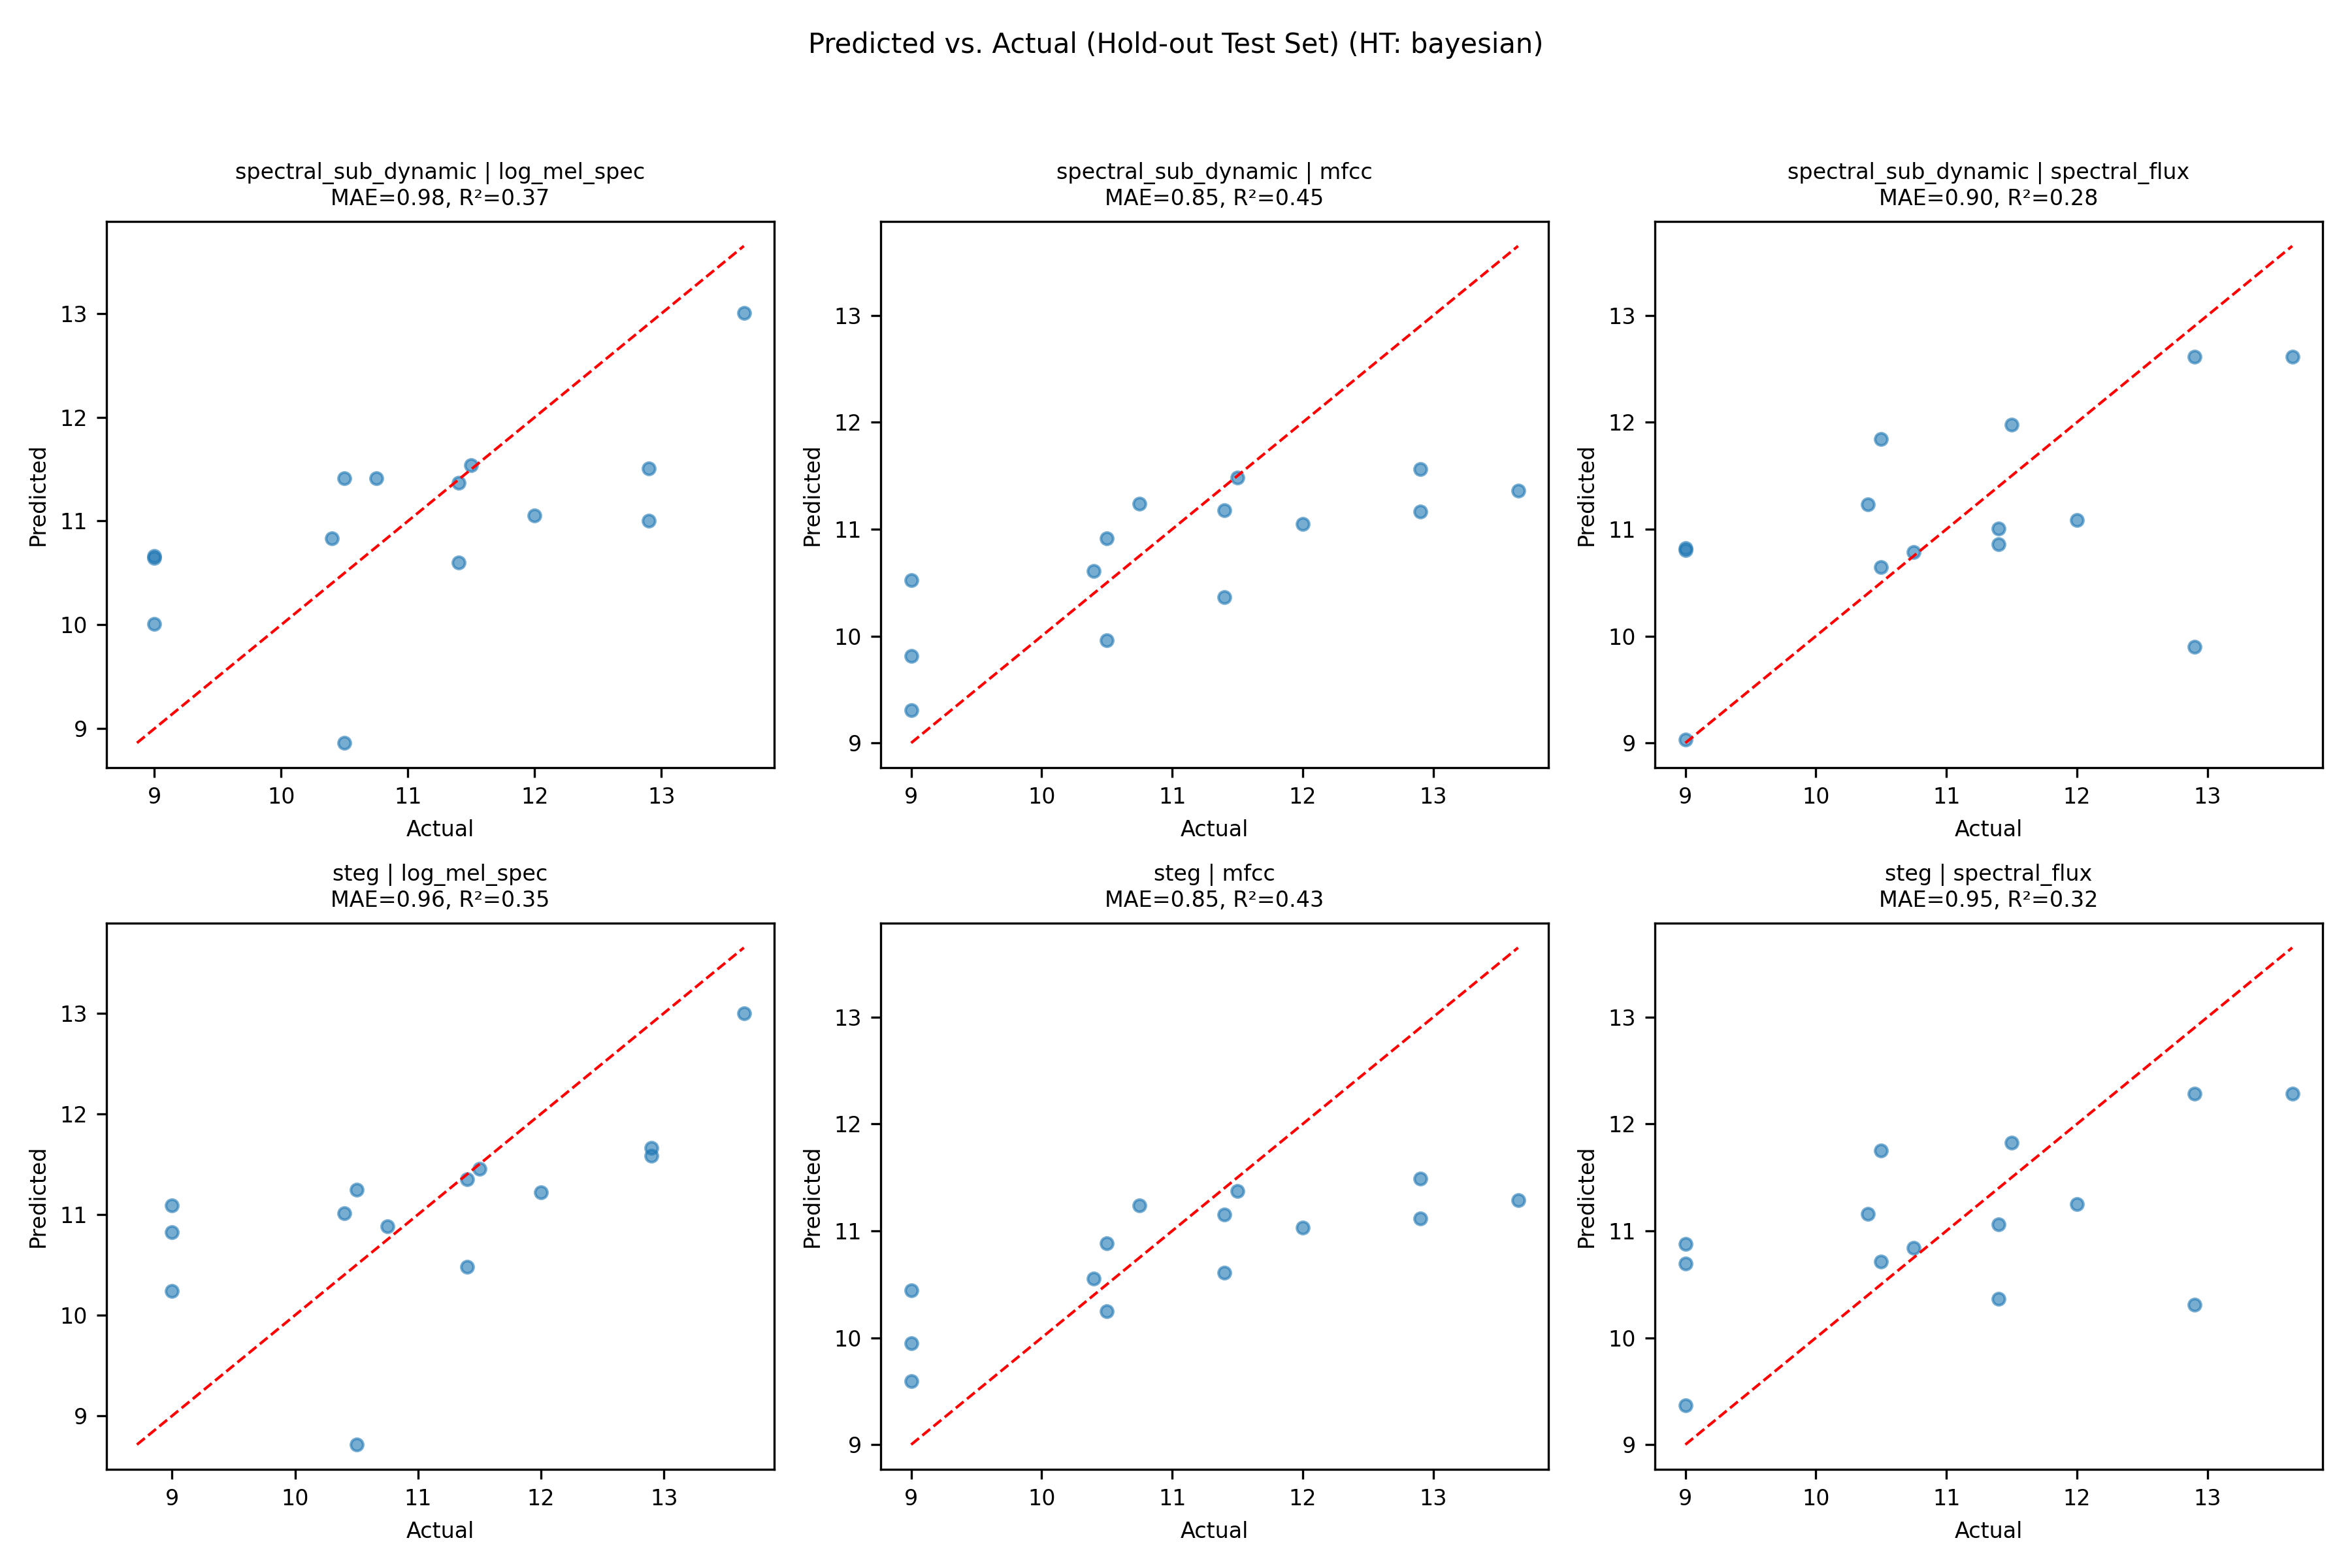 Predicted vs. Actual (Hold-out Test Set) (HT: bayesian)
spectral_sub_dynamic | log_mel_spec
MAE=0.98, R²=0.37
13
12
11
10
9
Predicted
9 10 11 12 13
Actual
spectral_sub_dynamic | mfcc
MAE=0.85, R²=0.45
13
12
11
10
9
Predicted
9 10 11 12 13
Actual
spectral_sub_dynamic | spectral_flux
MAE=0.90, R²=0.28
13
12
11
10
9
Predicted
9 10 11 12 13
Actual
steg | log_mel_spec
MAE=0.96, R²=0.35
13
12
11
10
9
Predicted
9 10 11 12 13
Actual
steg | mfcc
MAE=0.85, R²=0.43
13
12
11
10
9
Predicted
9 10 11 12 13
Actual
steg | spectral_flux
MAE=0.95, R²=0.32
13
12
11
10
9
Predicted
9 10 11 12 13
Actual